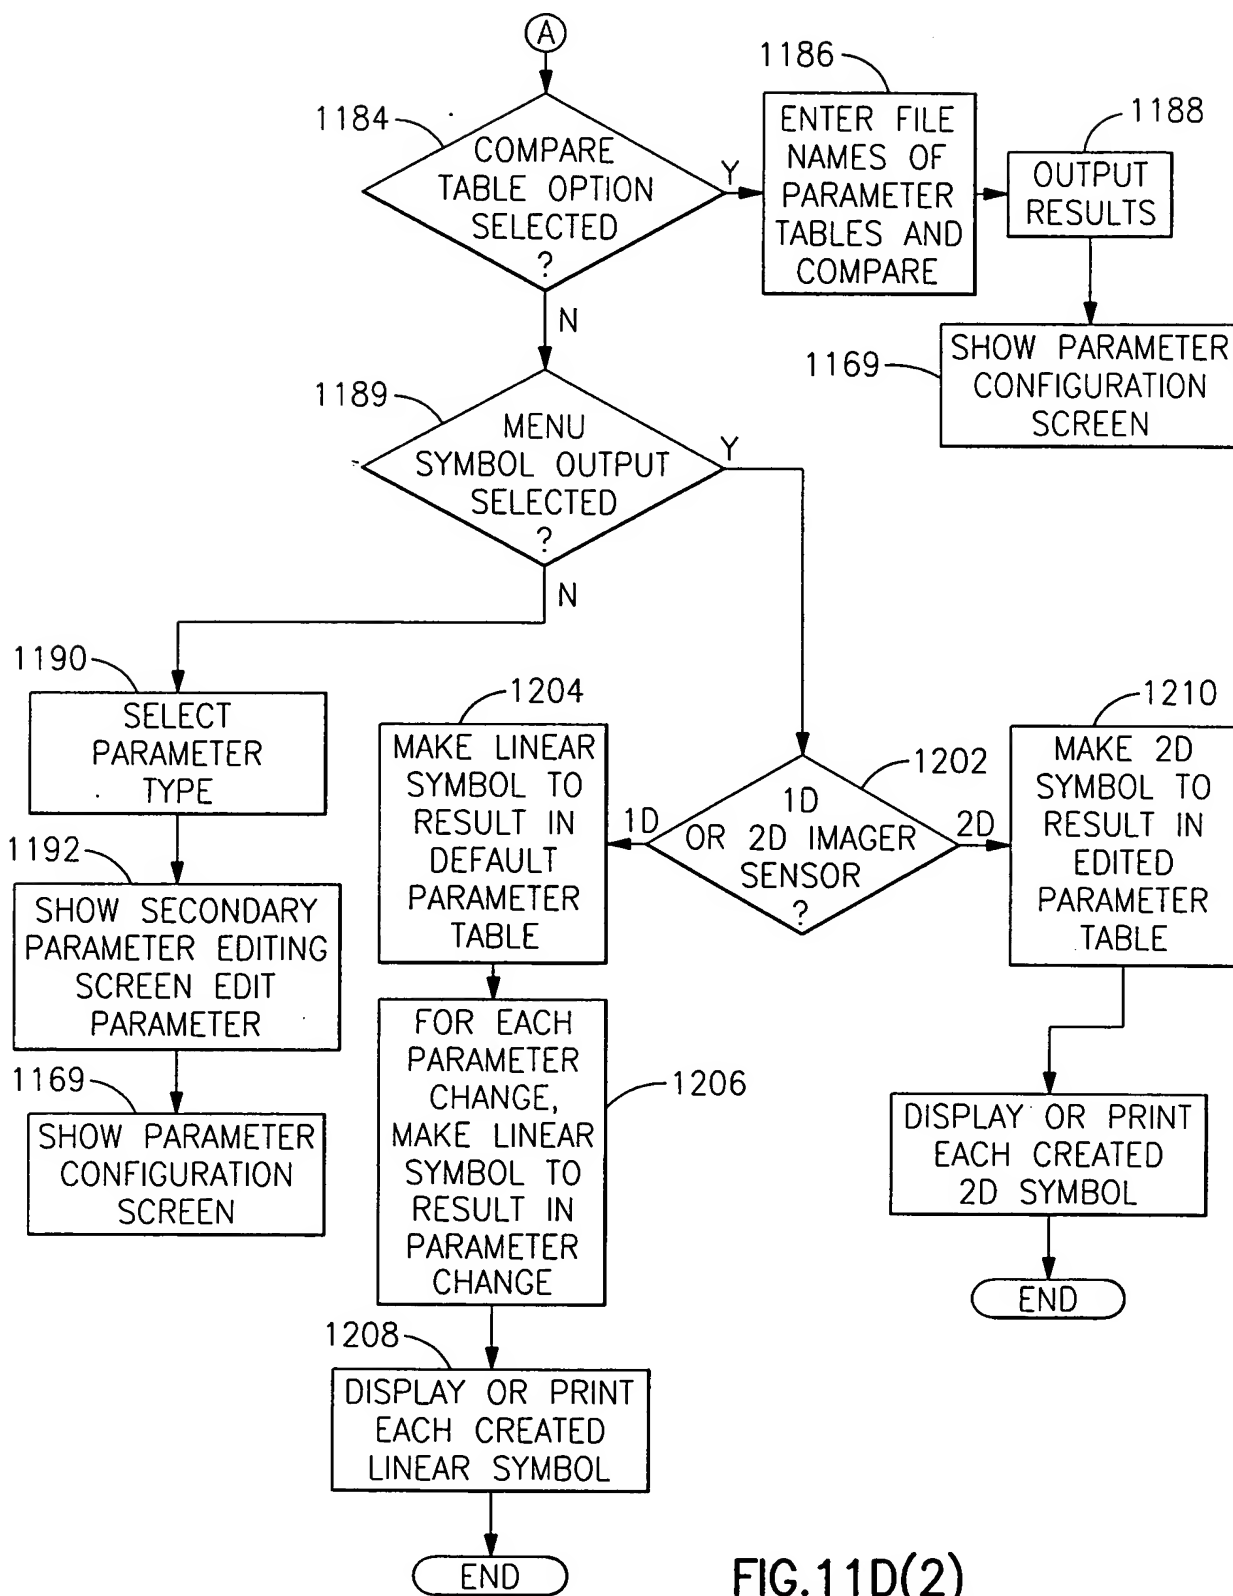 A
1184
COMPARE
TABLE OPTION
SELECTED
?
Y
N
1186
ENTER FILE
NAMES OF
PARAMETER
TABLES AND
COMPARE
1188
OUTPUT
RESULTS
1169
SHOW PARAMETER
CONFIGURATION
SCREEN
1189
MENU
SYMBOL OUTPUT
SELECTED
?
Y
N
1190
SELECT
PARAMETER
TYPE
1192
SHOW SECONDARY
PARAMETER EDITING
SCREEN EDIT
PARAMETER
1169
SHOW PARAMETER
CONFIGURATION
SCREEN
1202
1D
OR 2D IMAGER
SENSOR
?
1D
2D
1204
MAKE LINEAR
SYMBOL TO
RESULT IN
DEFAULT
PARAMETER
TABLE
1206
FOR EACH
PARAMETER
CHANGE,
MAKE LINEAR
SYMBOL TO
RESULT IN
PARAMETER
CHANGE
1208
DISPLAY OR PRINT
EACH CREATED
LINEAR SYMBOL
END
1210
MAKE 2D
SYMBOL TO
RESULT IN
EDITED
PARAMETER
TABLE
DISPLAY OR PRINT
EACH CREATED
2D SYMBOL
END
FIG.11D(2)